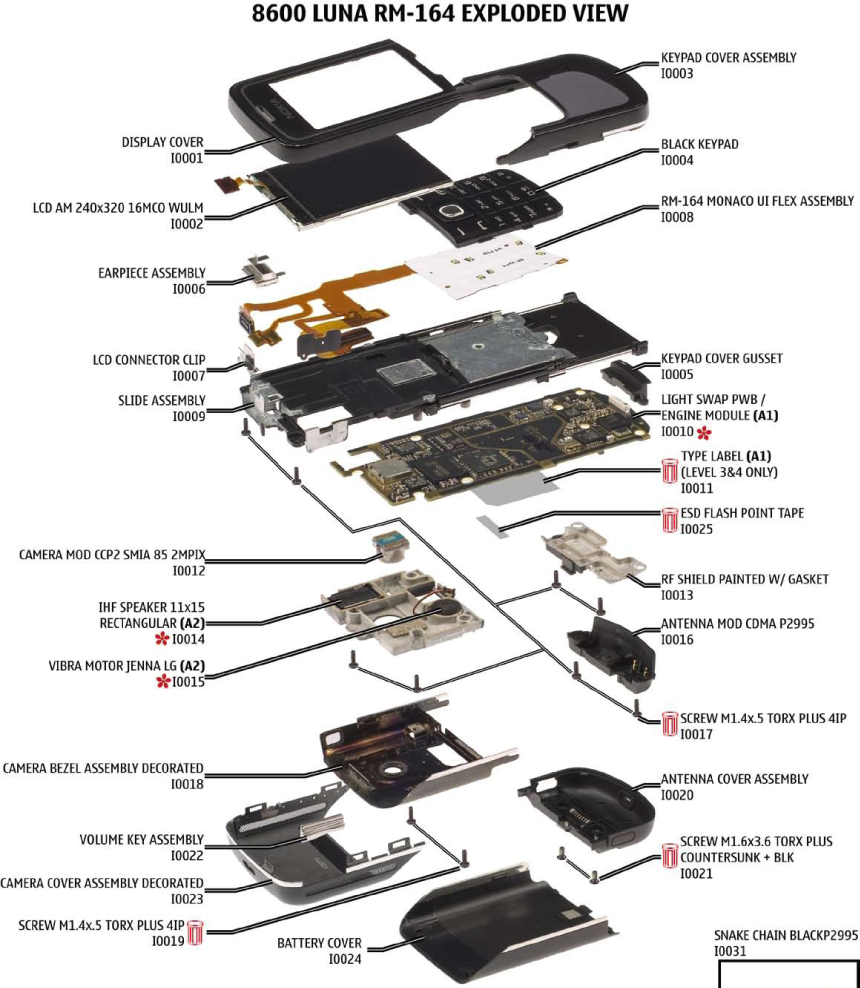 8600 LUNA RM-164 EXPLODED VIEW
KEYPAD COVER ASSEMBLY
I0003
DISPLAY COVER
I0001
BLACK KEYPAD
I0004
LCD AM 240x320 16MCO WULM
I0002
RM-164 MONACO UI FLEX ASSEMBLY
I0008
EARPIECE ASSEMBLY
I0006
LCD CONNECTOR CLIP
I0007
KEYPAD COVER GUSSET
I0005
SLIDE ASSEMBLY
I0009
LIGHT SWAP PWB /
ENGINE MODULE (A1)
I0010
TYPE LABEL (A1)
(LEVEL 3&4 ONLY)
I0011
ESD FLASH POINT TAPE
I0025
CAMERA MOD CCP2 SMIA 85 2MPIX
I0012
RF SHIELD PAINTED W/ GASKET
I0013
IHF SPEAKER 11x15
RECTANGULAR (A2)
I0014
ANTENNA MOD CDMA P2995
I0016
VIBRA MOTOR JENNA LG (A2)
I0015
SCREW M1.4x.5 TORX PLUS 4IP
I0017
CAMERA BEZEL ASSEMBLY DECORATED
I0018
ANTENNA COVER ASSEMBLY
I0020
VOLUME KEY ASSEMBLY
I0022
SCREW M1.6x3.6 TORX PLUS
COUNTERSUNK + BLK
I0021
CAMERA COVER ASSEMBLY DECORATED
I0023
SCREW M1.4x.5 TORX PLUS 4IP
I0019
BATTERY COVER
I0024
SNAKE CHAIN BLACKP2995
I0031
NOKIA